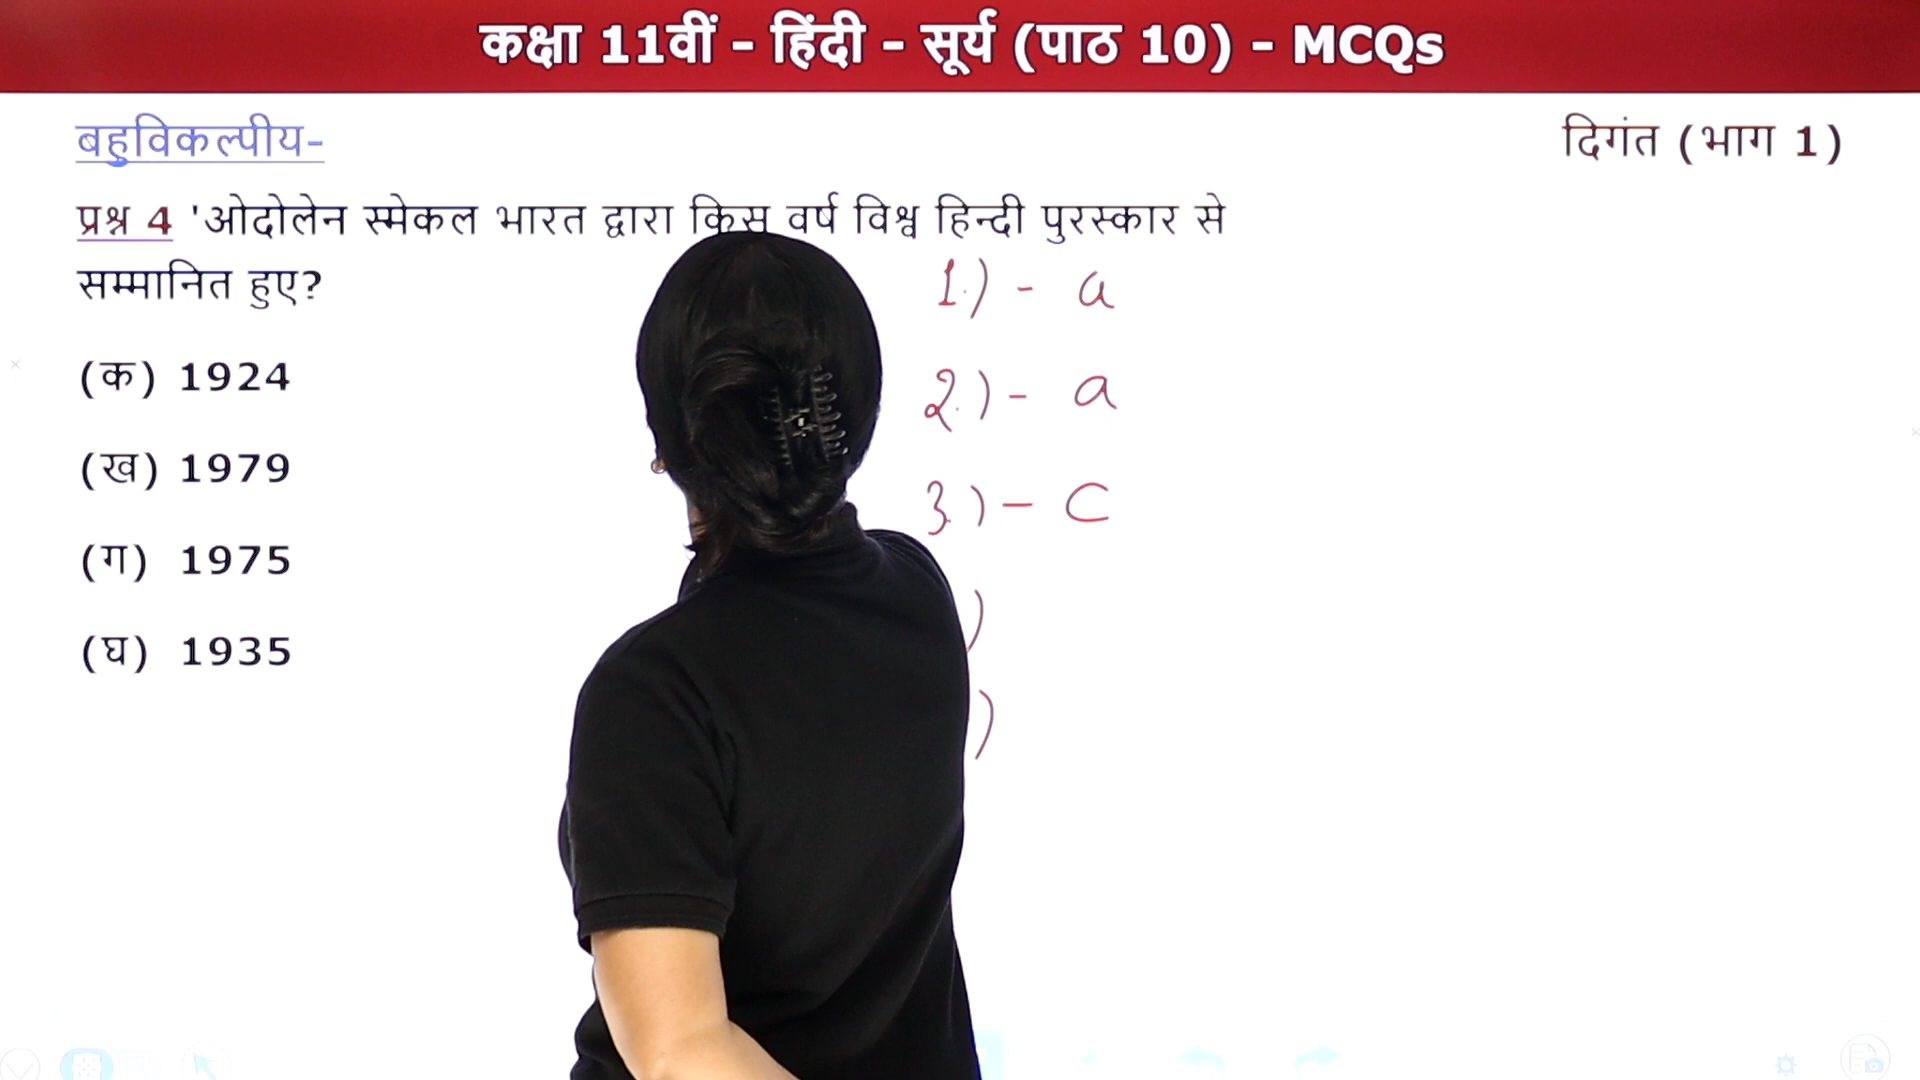 कक्षा 11वीं - हिंदी - सूर्य (पाठ 10) - MCQs
बहुविकल्पीय-
दिगंत (भाग 1)
प्रश्न 4 'ओदोलेन स्मेकल भारत द्वारा किस वर्ष विश्व हिन्दी पुरस्कार से
सम्मानित हुए?
(क) 1924
(ख) 1979
(ग) 1975
(घ) 1935
1.) - a
2.) - a
3.) - C
)
)